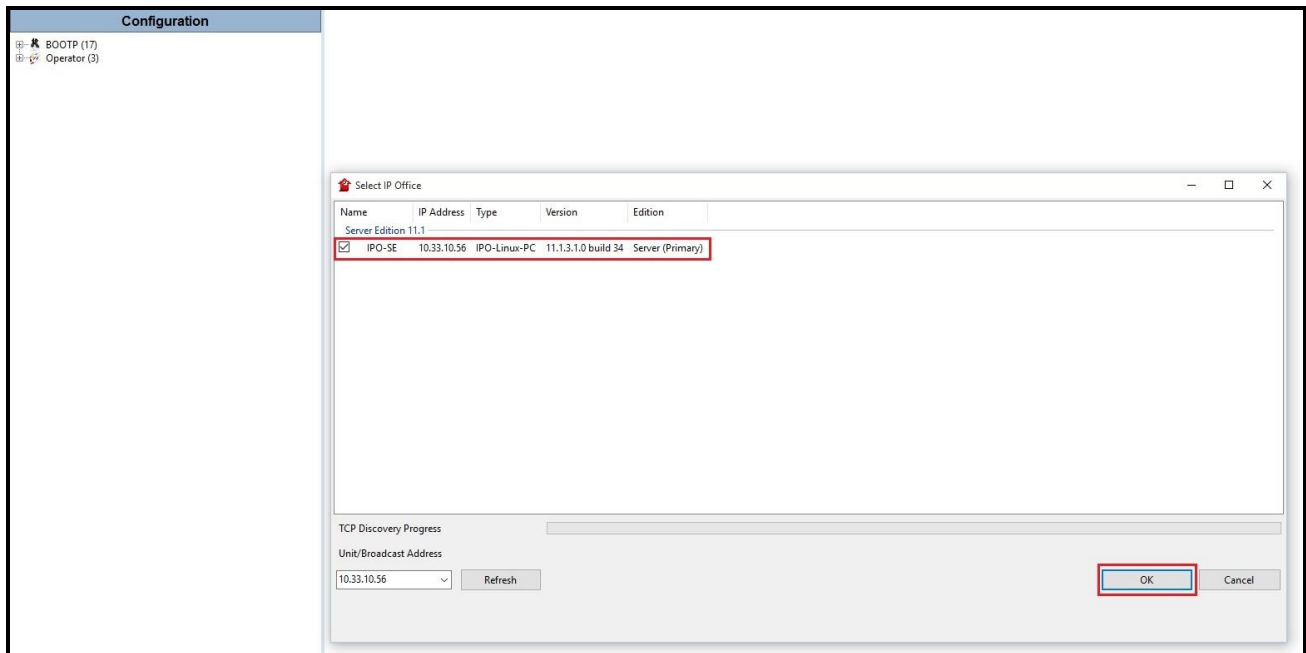 Configuration
BOOTP (17)
Operator (3)
Select IP Office
Name IP Address Type Version Edition
Server Edition 11.1
IPO-SE 10.33.10.56 IPO-Linux-PC 11.1.3.1.0 build 34 Server (Primary)
TCP Discovery Progress
Unit/Broadcast Address
10.33.10.56 Refresh OK Cancel